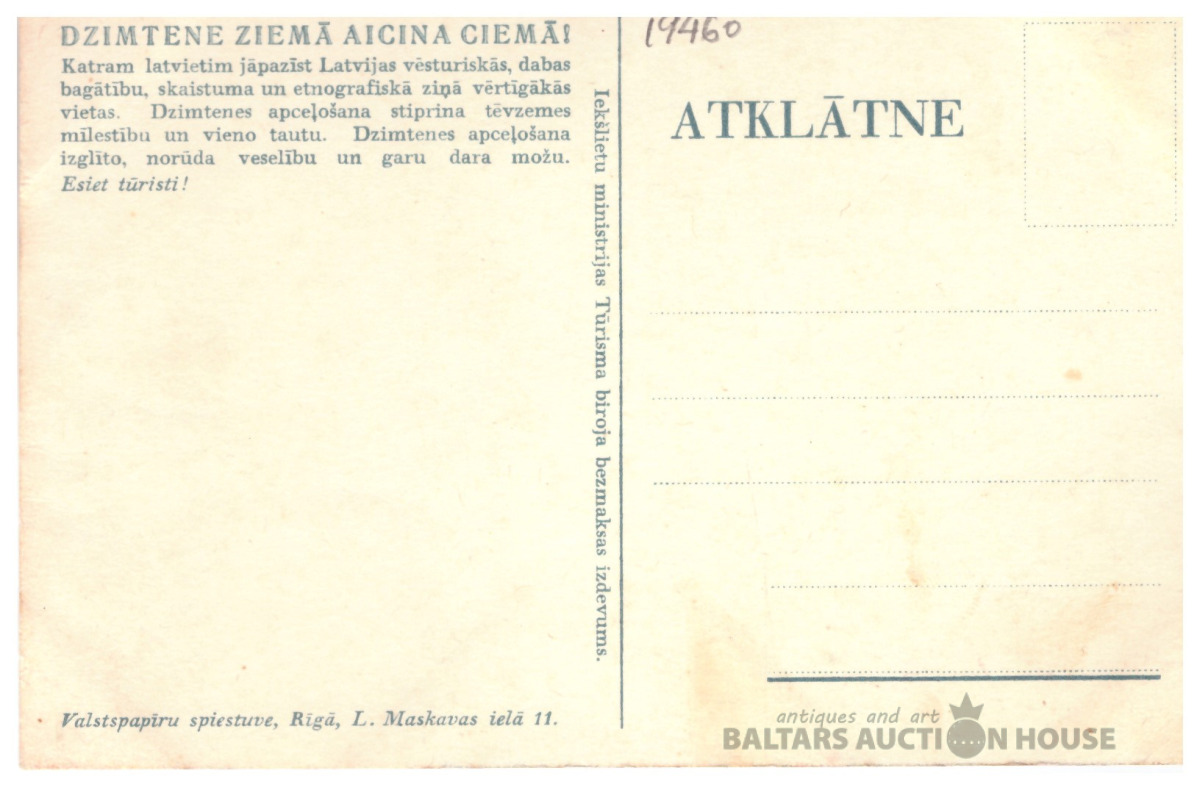 DZIMTENE ZIEMĀ AICINA CIEMĀ!
Katram latvietim jāpazīst Latvijas vēsturiskās, dabas
bagātību, skaistuma un etnografiskā ziņā vērtīgākās
vietas. Dzimtenes apceļošana stiprina tēvzemes
mīlestību un vieno tautu. Dzimtenes apceļošana
izglīto, norūda veselību un garu dara možu.
Esiet tūristi!
Valstspapīru spiestuve, Rīgā, L. Maskavas ielā 11.
Iekšlietu ministrijas Tūrisma biroja bezmaksas izdevums.
19460
ATKLĀTNE
antiques and art
BALTARS AUCTION HOUSE